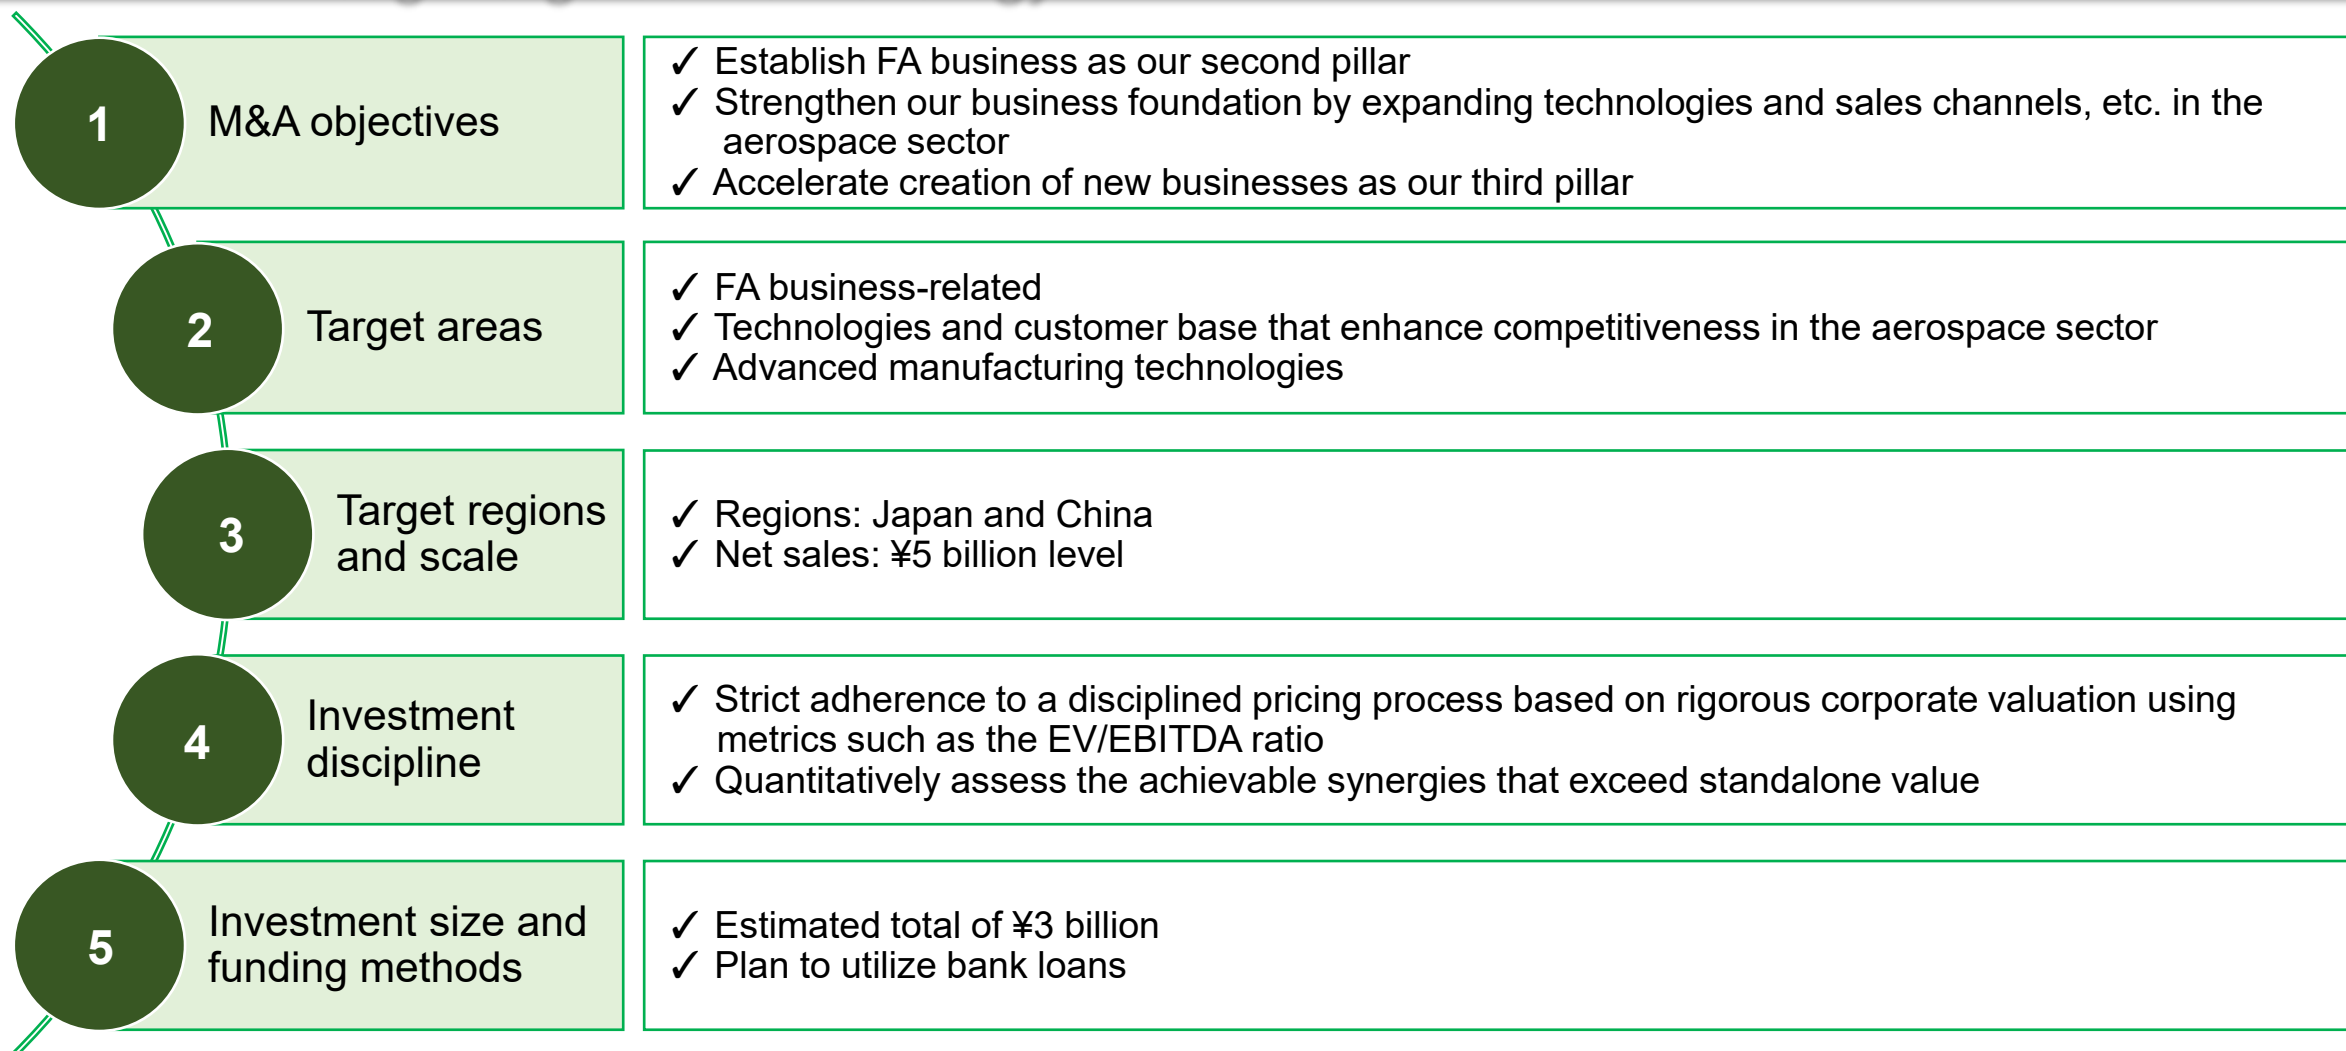 1
M&A objectives
✓ Establish FA business as our second pillar
✓ Strengthen our business foundation by expanding technologies and sales channels, etc. in the
aerospace sector
✓ Accelerate creation of new businesses as our third pillar
2
Target areas
✓ FA business-related
✓ Technologies and customer base that enhance competitiveness in the aerospace sector
✓ Advanced manufacturing technologies
3
Target regions
and scale
✓ Regions: Japan and China
✓ Net sales: ¥5 billion level
4
Investment
discipline
✓ Strict adherence to a disciplined pricing process based on rigorous corporate valuation using
metrics such as the EV/EBITDA ratio
✓ Quantitatively assess the achievable synergies that exceed standalone value
5
Investment size and
funding methods
✓ Estimated total of ¥3 billion
✓ Plan to utilize bank loans